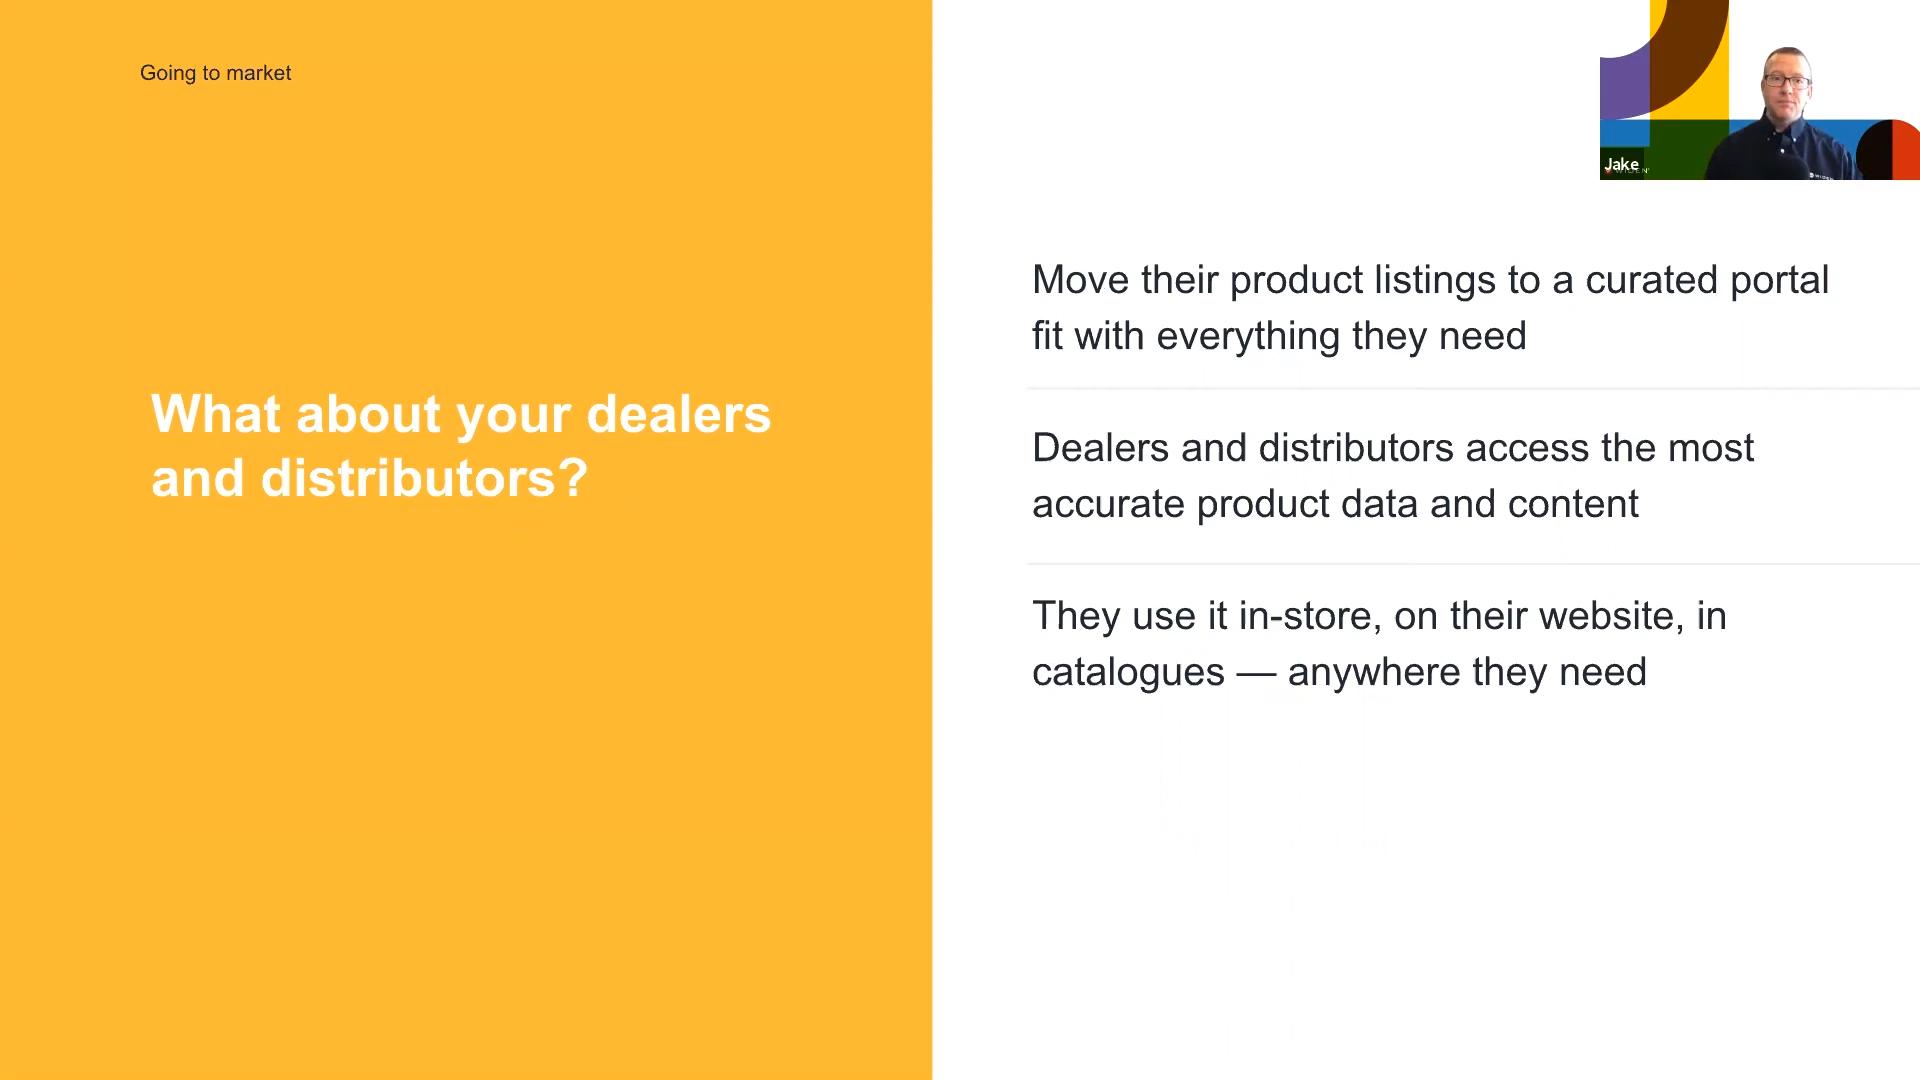 Going to market
What about your dealers
and distributors?
Move their product listings to a curated portal
fit with everything they need
Dealers and distributors access the most
accurate product data and content
They use it in-store, on their website, in
catalogues — anywhere they need
Jake